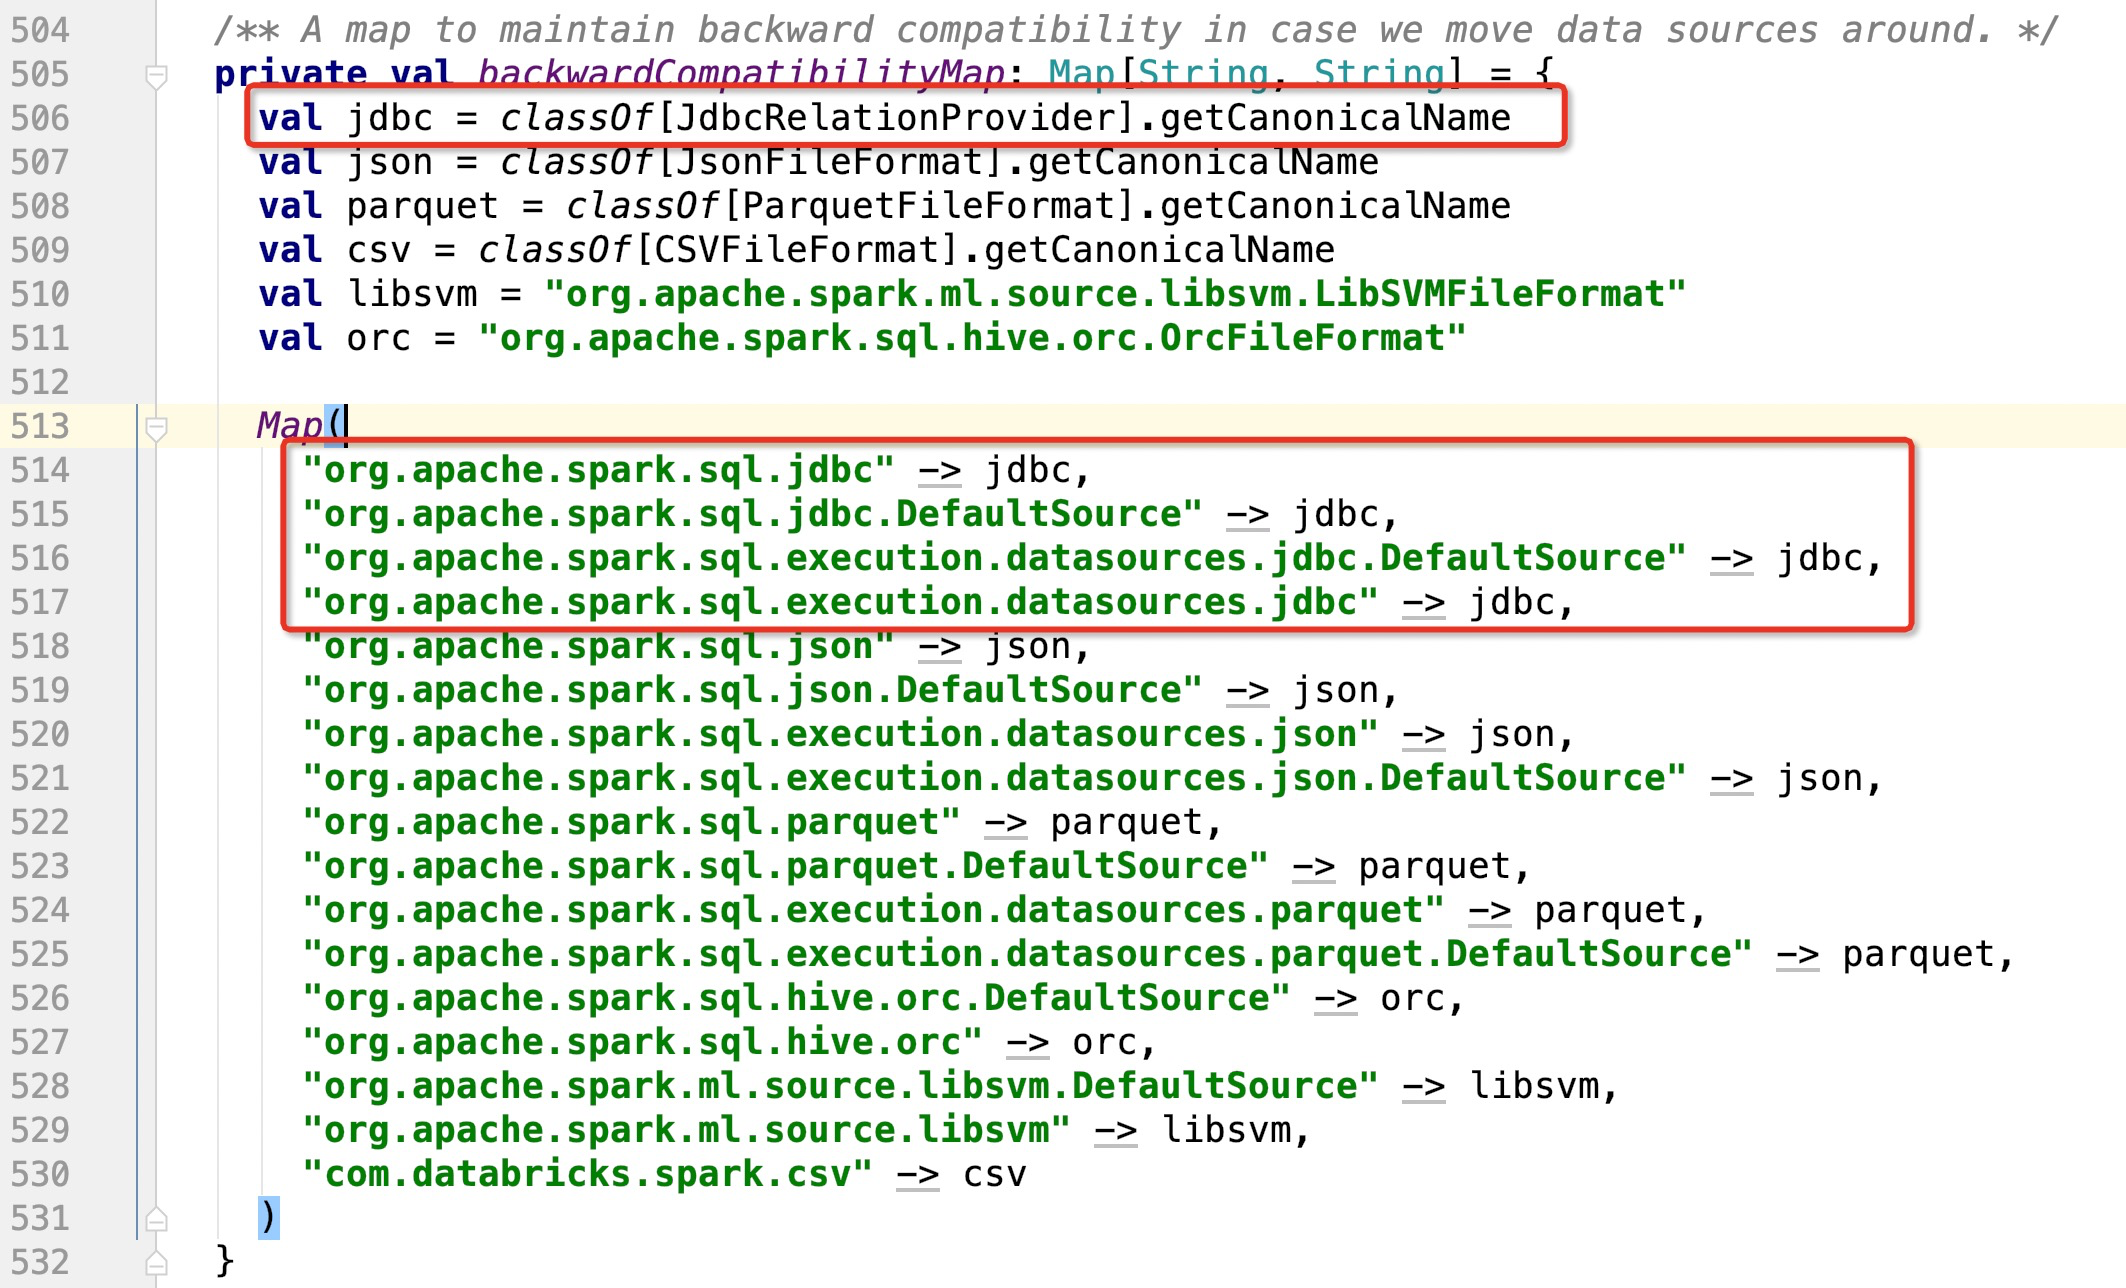 504 /** A map to maintain backward compatibility in case we move data sources around. */
505 private val backwardCompatibilityMap: Map[String, String] = {
506 val jdbc = classOf[JdbcRelationProvider].getCanonicalName
507 val json = classOf[JsonFileFormat].getCanonicalName
508 val parquet = classOf[ParquetFileFormat].getCanonicalName
509 val csv = classOf[CSVFileFormat].getCanonicalName
510 val libsvm = "org.apache.spark.ml.source.libsvm.LibSVMFileFormat"
511 val orc = "org.apache.spark.sql.hive.orc.OrcFileFormat"
512
513 Map(
514 "org.apache.spark.sql.jdbc" -> jdbc,
515 "org.apache.spark.sql.jdbc.DefaultSource" -> jdbc,
516 "org.apache.spark.sql.execution.datasources.jdbc.DefaultSource" -> jdbc,
517 "org.apache.spark.sql.execution.datasources.jdbc" -> jdbc,
518 "org.apache.spark.sql.json" -> json,
519 "org.apache.spark.sql.json.DefaultSource" -> json,
520 "org.apache.spark.sql.execution.datasources.json" -> json,
521 "org.apache.spark.sql.execution.datasources.json.DefaultSource" -> json,
522 "org.apache.spark.sql.parquet" -> parquet,
523 "org.apache.spark.sql.parquet.DefaultSource" -> parquet,
524 "org.apache.spark.sql.execution.datasources.parquet" -> parquet,
525 "org.apache.spark.sql.execution.datasources.parquet.DefaultSource" -> parquet,
526 "org.apache.spark.sql.hive.orc.DefaultSource" -> orc,
527 "org.apache.spark.sql.hive.orc" -> orc,
528 "org.apache.spark.ml.source.libsvm.DefaultSource" -> libsvm,
529 "org.apache.spark.ml.source.libsvm" -> libsvm,
530 "com.databricks.spark.csv" -> csv
531 )
532 }